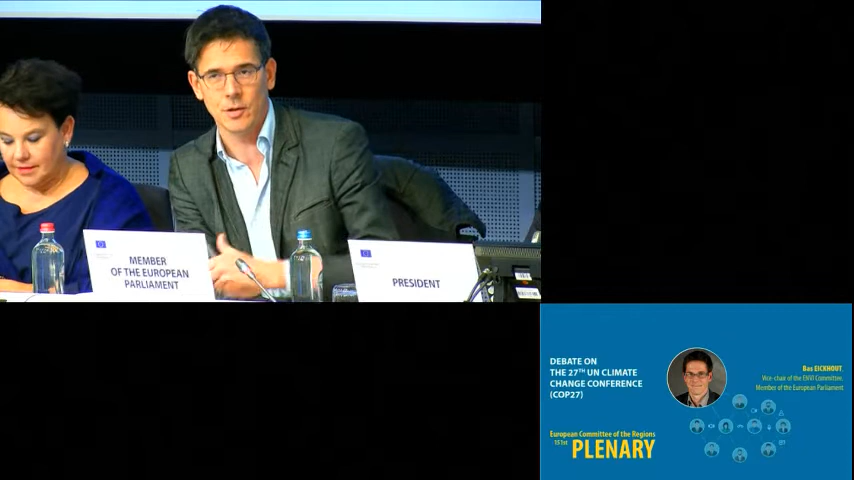 MEMBER
OF THE EUROPEAN
PARLIAMENT
PRESIDENT
DEBATE ON
THE 27TH UN CLIMATE
CHANGE CONFERENCE
(COP27)
Bas EICKHOUT,
Vice-chair of the ENVI Committee,
Member of the European Parliament
European Committee of the Regions
151st
PLENARY